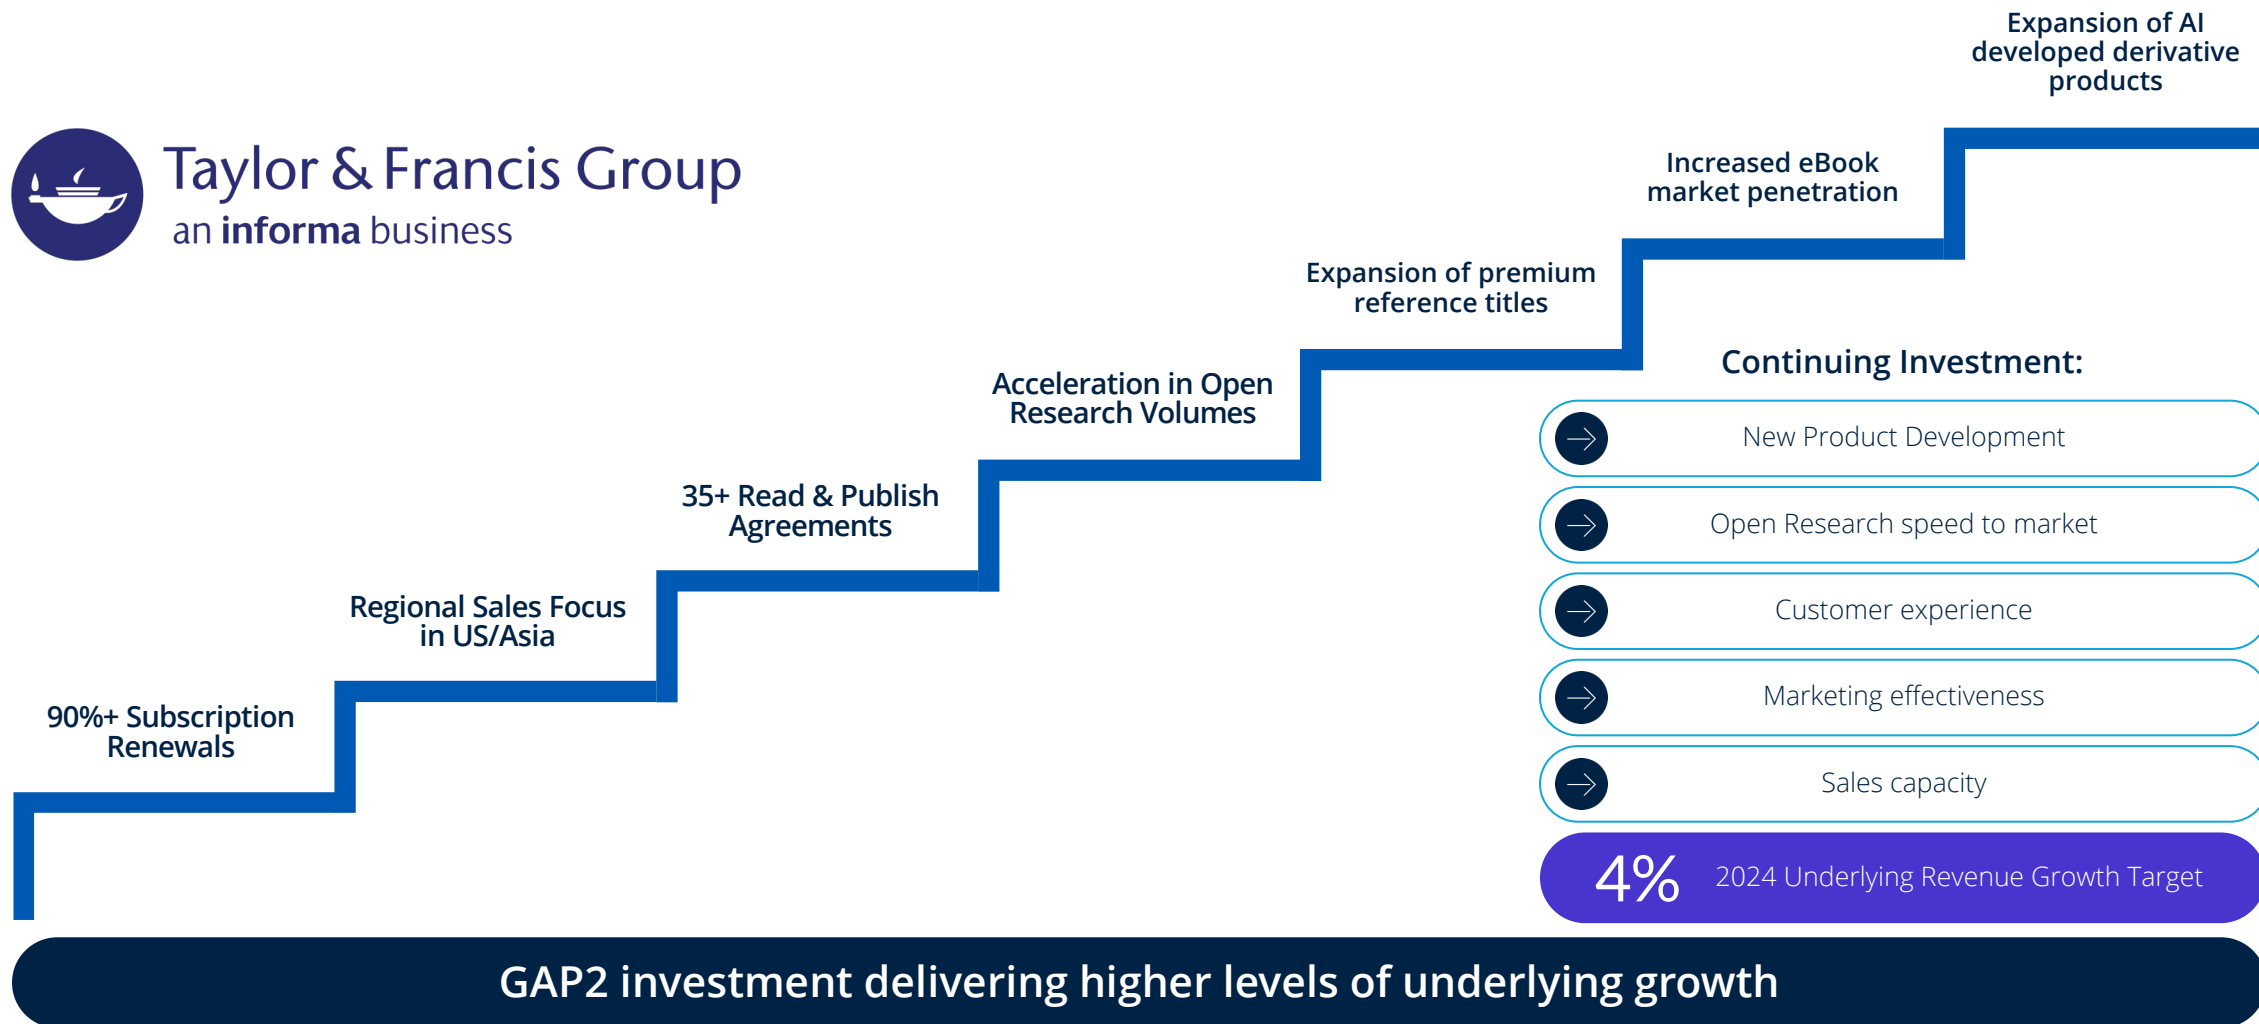 Taylor & Francis Group
an informa business
90%+ Subscription
Renewals
Regional Sales Focus
in US/Asia
35+ Read & Publish
Agreements
Acceleration in Open
Research Volumes
Expansion of premium
reference titles
Increased eBook
market penetration
Expansion of AI
developed derivative
products
Continuing Investment:
New Product Development
Open Research speed to market
Customer experience
Marketing effectiveness
Sales capacity
4% 2024 Underlying Revenue Growth Target
GAP2 investment delivering higher levels of underlying growth